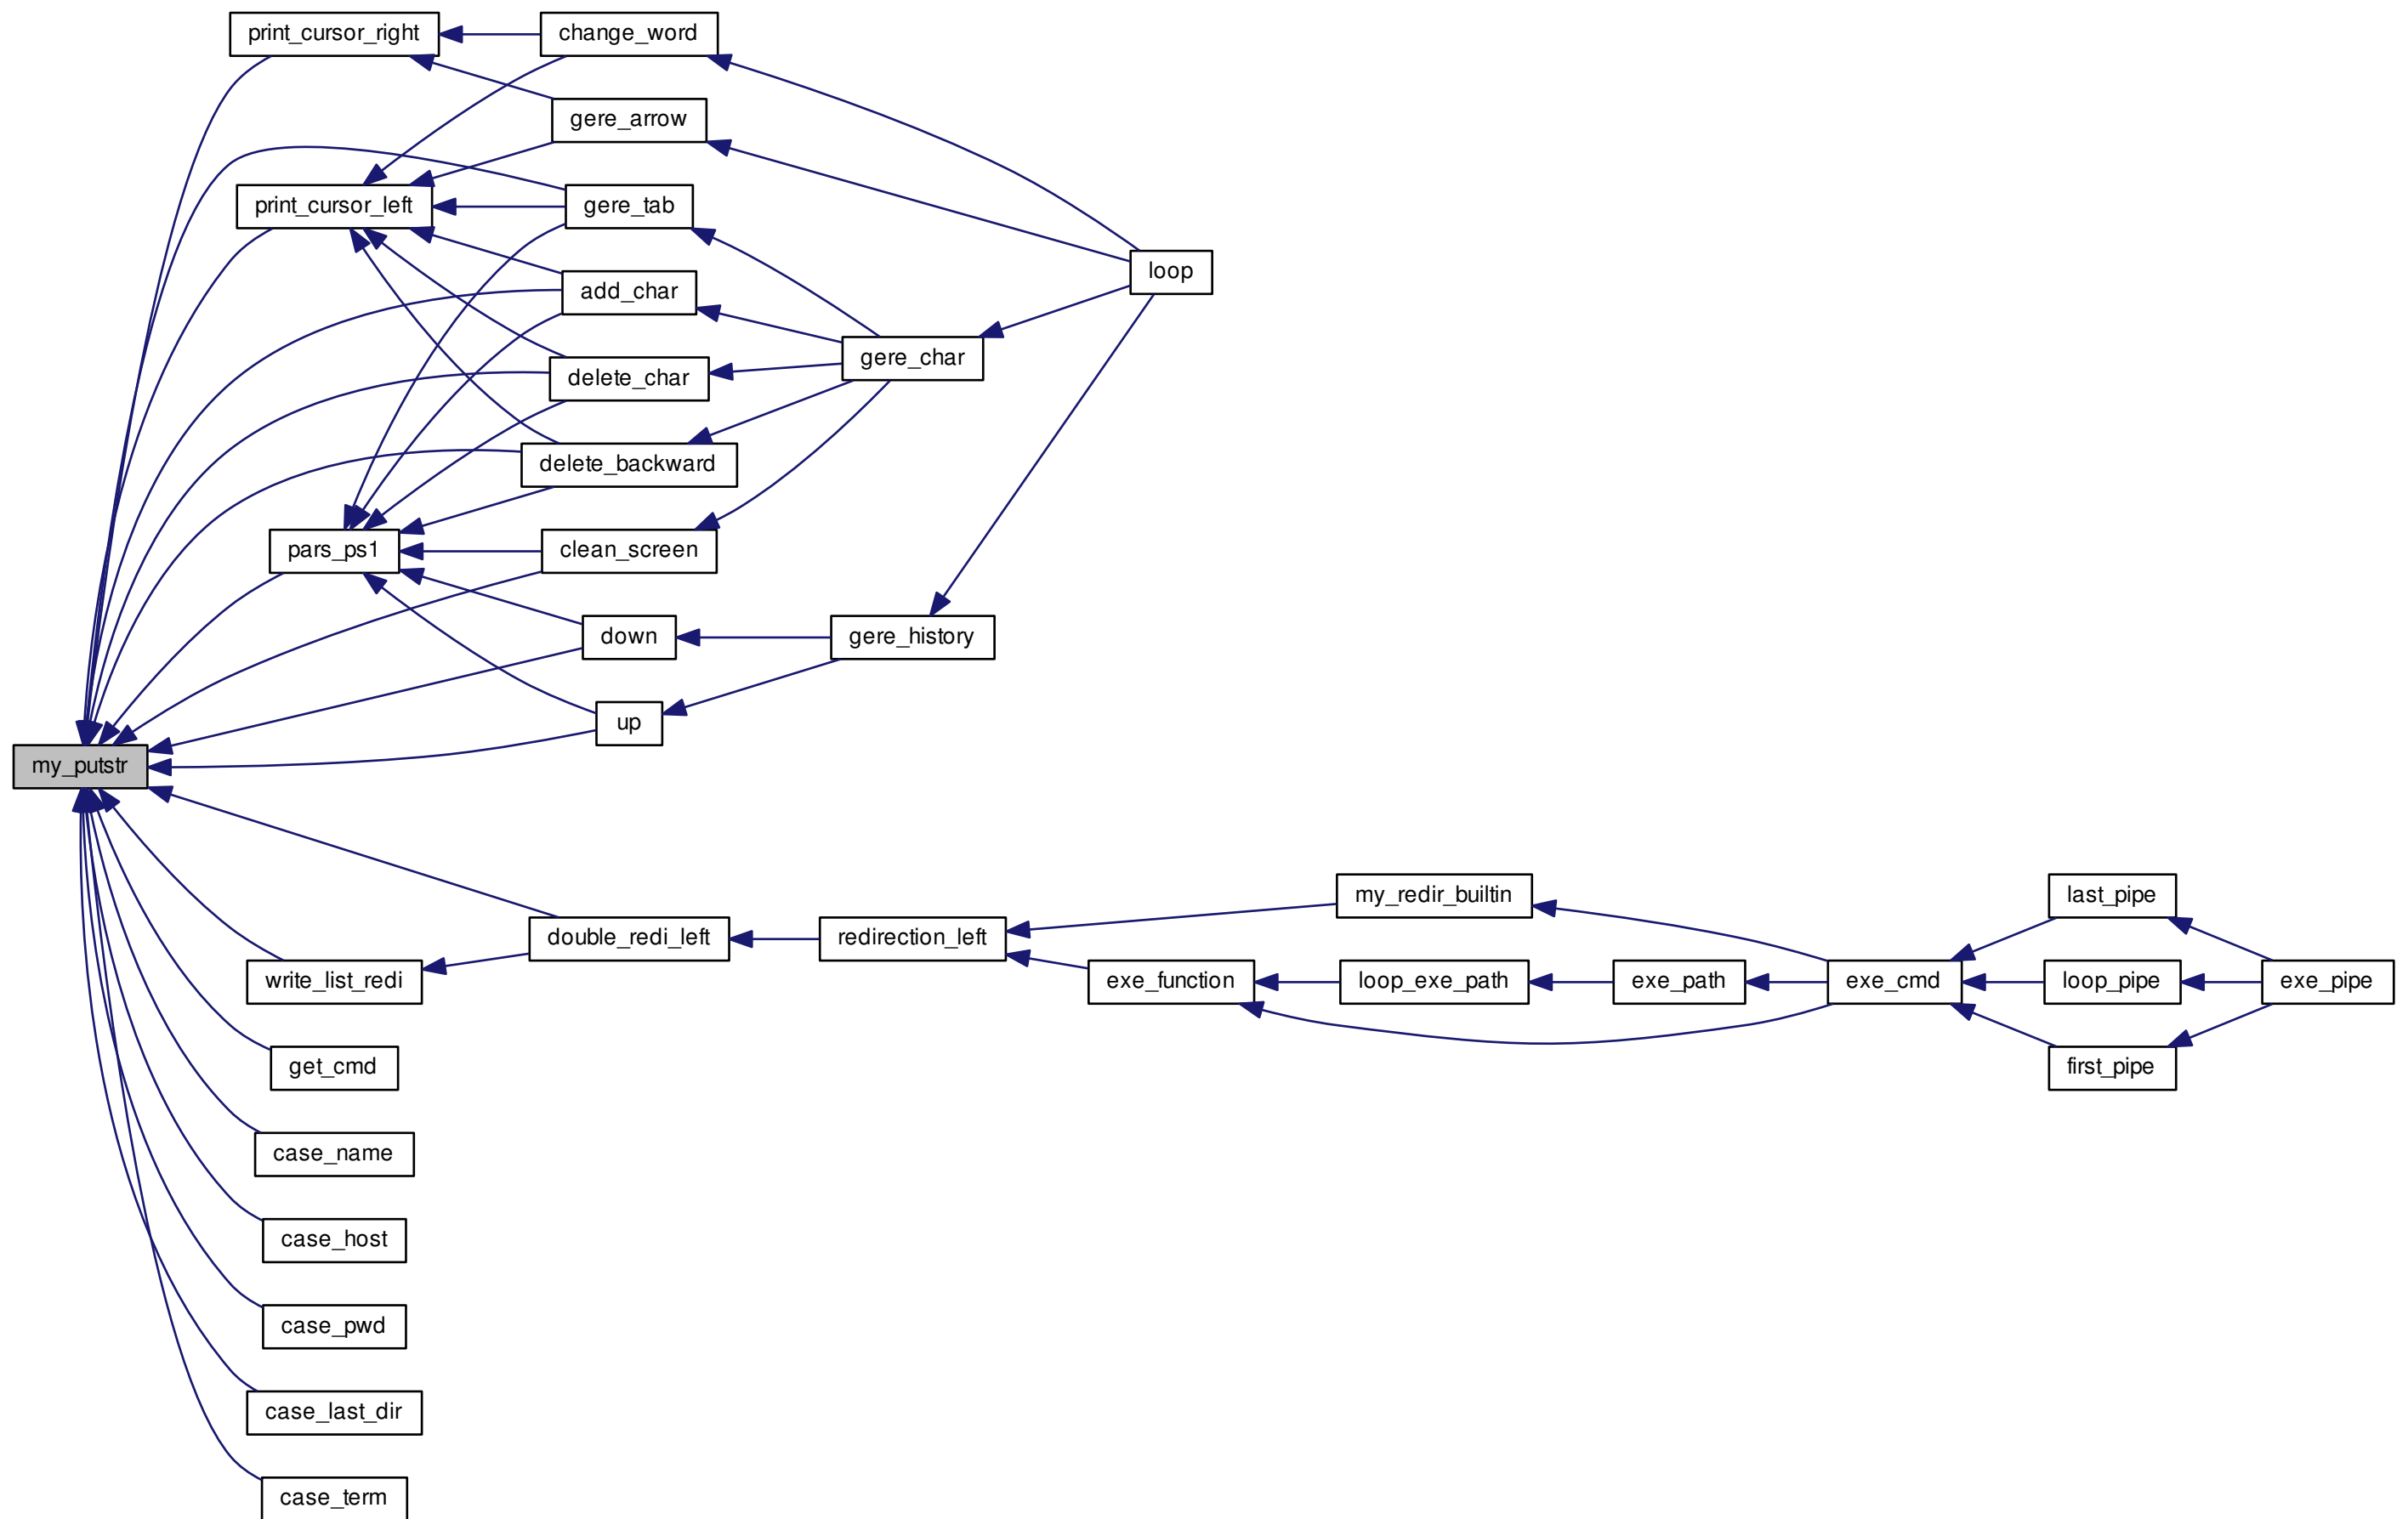 print_cursor_right
change_word
gere_arrow
print_cursor_left
gere_tab
loop
add_char
gere_char
delete_char
delete_backward
pars_ps1
clean_screen
down
gere_history
up
my_putstr
my_redir_builtin
last_pipe
double_redi_left
redirection_left
write_list_redi
exe_function
loop_exe_path
exe_path
exe_cmd
loop_pipe
exe_pipe
get_cmd
first_pipe
case_name
case_host
case_pwd
case_last_dir
case_term